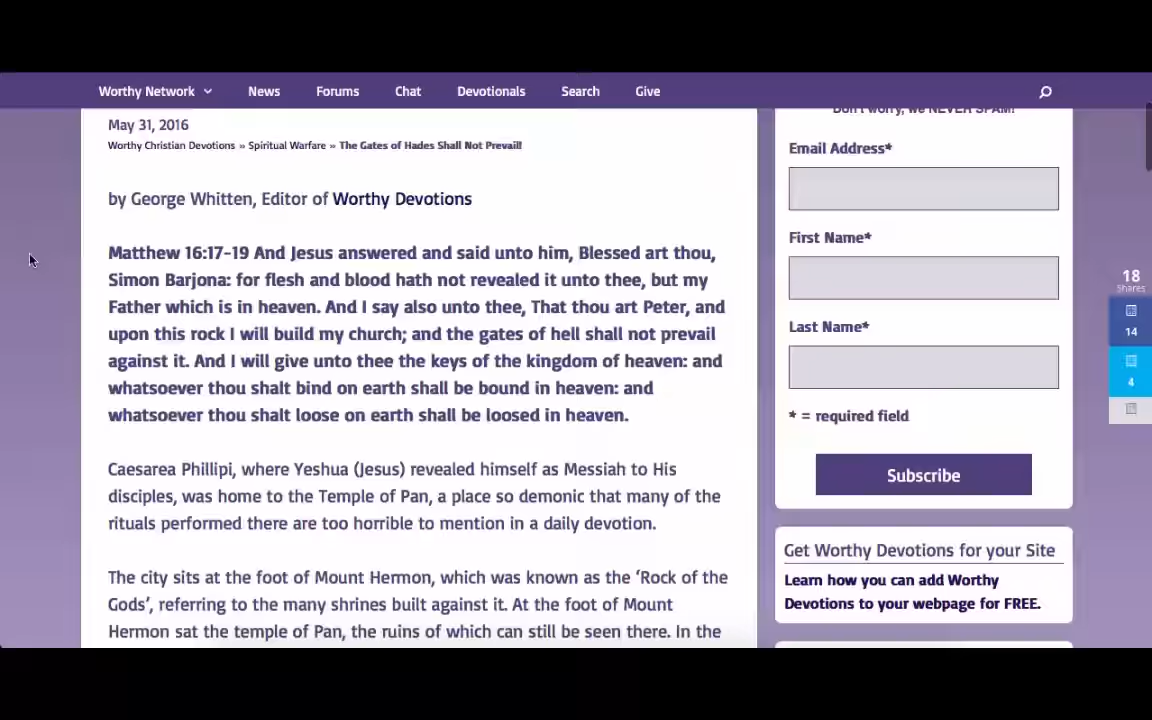 Worthy Network News Forums Chat Devotionals Search Give
May 31, 2016
Worthy Christian Devotions » Spiritual Warfare » The Gates of Hades Shall Not Prevail!
by George Whitten, Editor of Worthy Devotions
Matthew 16:17-19 And Jesus answered and said unto him, Blessed art thou,
Simon Barjona: for flesh and blood hath not revealed it unto thee, but my
Father which is in heaven. And I say also unto thee, That thou art Peter, and
upon this rock I will build my church; and the gates of hell shall not prevail
against it. And I will give unto thee the keys of the kingdom of heaven: and
whatsoever thou shalt bind on earth shall be bound in heaven: and
whatsoever thou shalt loose on earth shall be loosed in heaven.
Caesarea Phillipi, where Yeshua (Jesus) revealed himself as Messiah to His
disciples, was home to the Temple of Pan, a place so demonic that many of the
rituals performed there are too horrible to mention in a daily devotion.
The city sits at the foot of Mount Hermon, which was known as the ‘Rock of the
Gods’, referring to the many shrines built against it. At the foot of Mount
Hermon sat the temple of Pan, the ruins of which can still be seen there. In the
Don't worry, we NEVER SPAM!
Email Address*
First Name*
Last Name*
* = required field
Subscribe
Get Worthy Devotions for your Site
Learn how you can add Worthy
Devotions to your webpage for FREE.
18
Shares
14
4